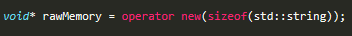 void* rawMemory = operator new(sizeof(std::string));